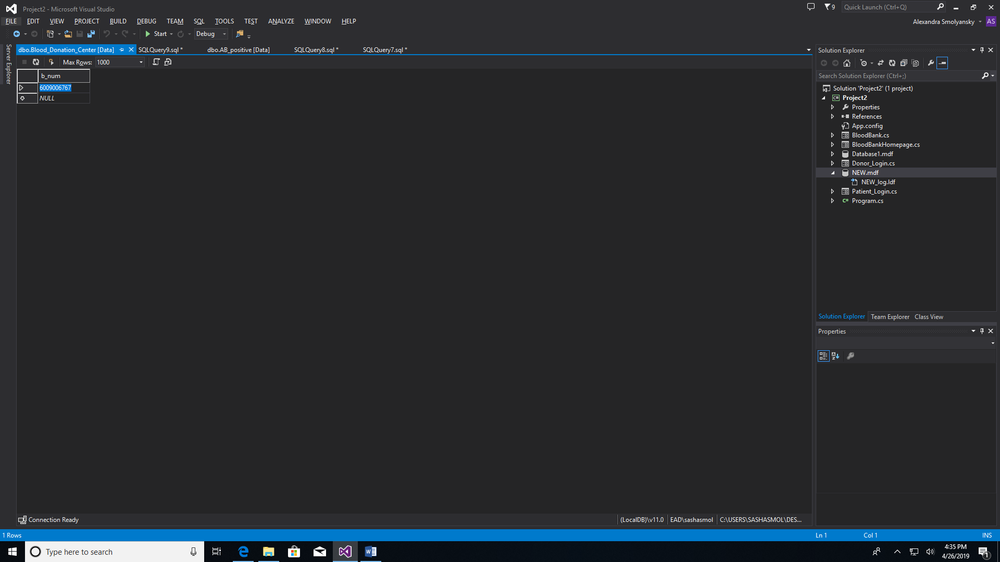 Project2 - Microsoft Visual Studio
9
Quick Launch (Ctrl+Q)
FILE EDIT VIEW PROJECT BUILD DEBUG TEAM SQL TOOLS TEST ANALYZE WINDOW HELP
Alexandra Smolyansky AS
Start Debug
Server Explorer
dbo.Blood_Donation_Center [Data] SQLQuery9.sql * dbo.AB_positive [Data] SQLQuery8.sql * SQLQuery7.sql *
Max Rows: 1000
b_num
6009006767
NULL
Solution Explorer
Search Solution Explorer (Ctrl+;)
Solution 'Project2' (1 project)
C# Project2
Properties
References
App.config
BloodBank.cs
BloodBankHomepage.cs
Database1.mdf
Donor_Login.cs
NEW.mdf
NEW_log.ldf
Patient_Login.cs
C# Program.cs
Solution Explorer Team Explorer Class View
Properties
Connection Ready
(LocalDB)\v11.0 EAD\sashasmol C:\USERS\SASHASMOL\DES...
1 Rows
Ln 1 Col 1 INS
Type here to search
4:35 PM
4/26/2019
1